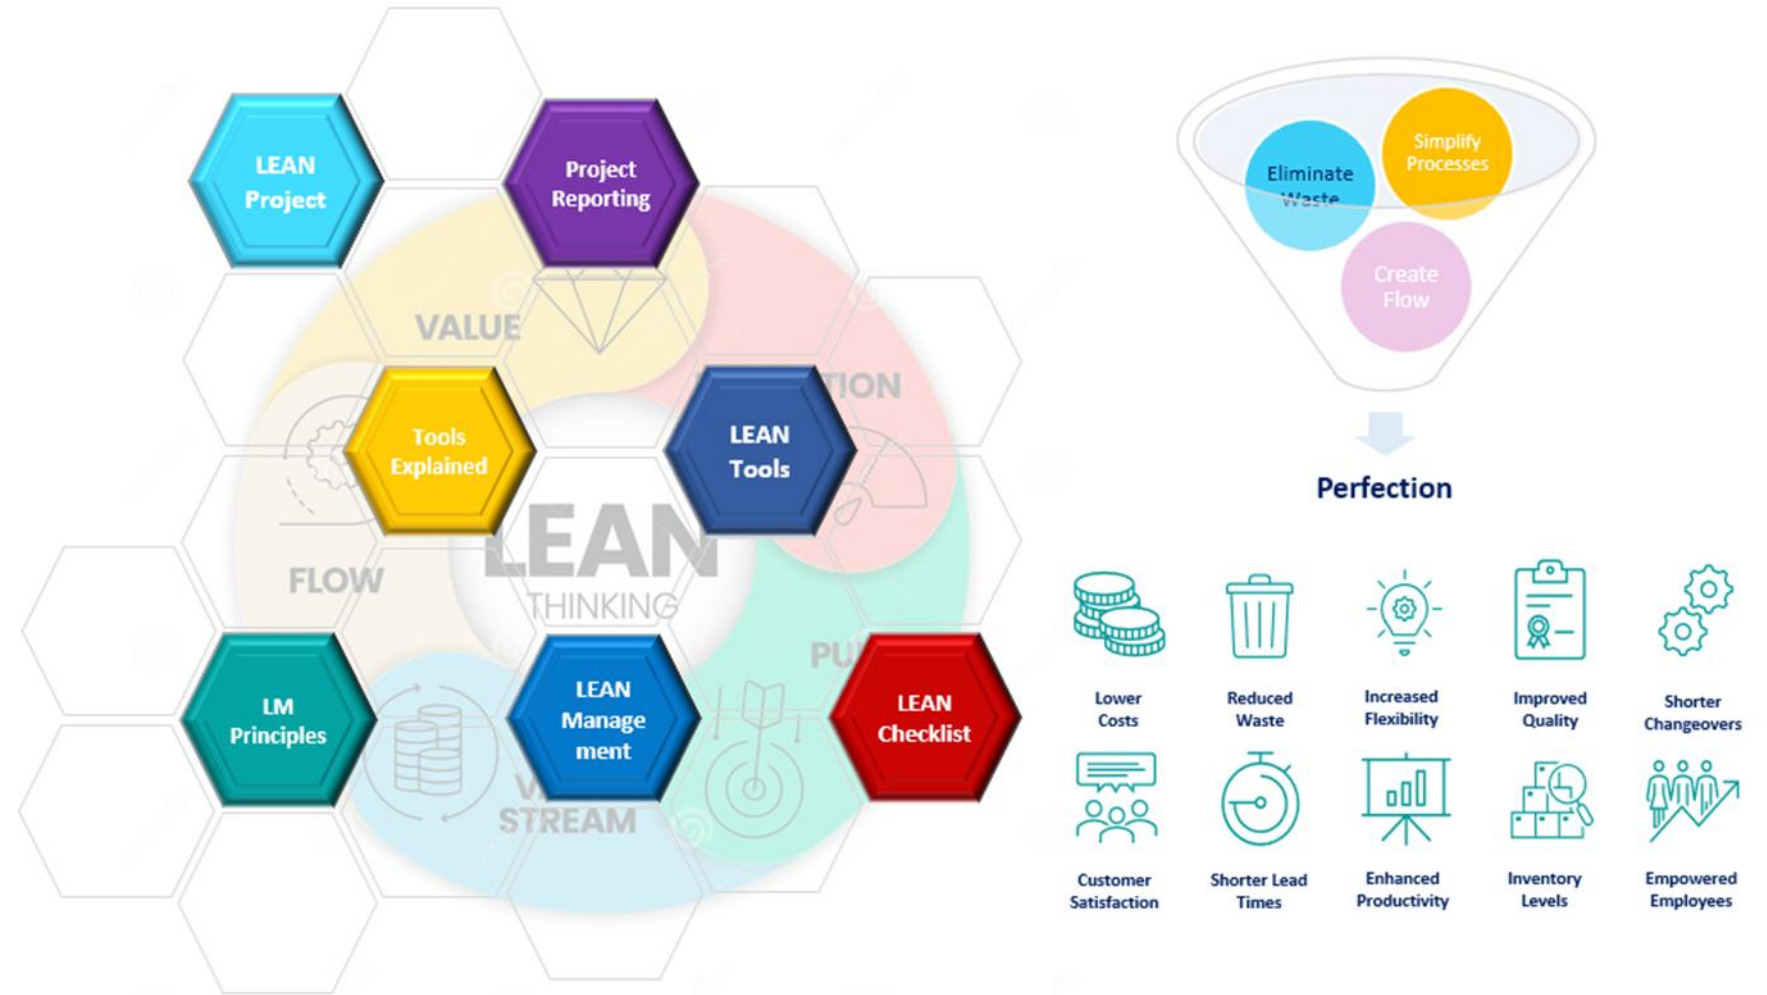 LEAN
Project
Project
Reporting
VALUE
TION
Tools
Explained
LEAN
Tools
LEAN
THINKING
FLOW
PU
LM
Principles
LEAN
Manage
ment
LEAN
Checklist
STREAM
Eliminate
Waste
Simplify
Processes
Create
Flow
Perfection
Lower
Costs
Reduced
Waste
Increased
Flexibility
Improved
Quality
Shorter
Changeovers
Customer
Satisfaction
Shorter Lead
Times
Enhanced
Productivity
Inventory
Levels
Empowered
Employees